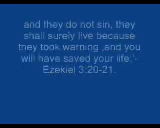 and they do not sin, they
shall surely live because
they took warning ,and you
will have saved your life.'-
Ezekiel 3:20-21.